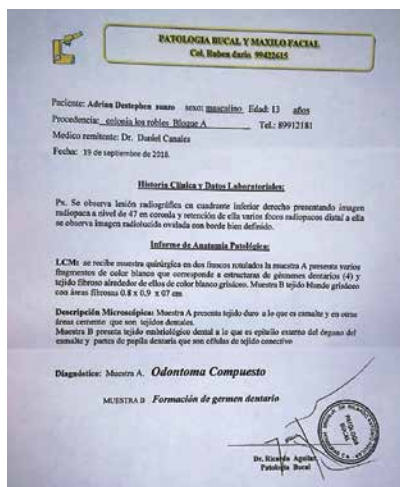 PATOLOGIA BUCAL Y MAXILO FACIAL
Col. Ruben dario 99422615
Paciente: Adrian Destephen suazo sexo: masculino Edad: 13 años
Procedencia: colonia los robles Bloque A Tel.: 89912181
Medico remitente: Dr. Daniel Canales
Fecha: 19 de septiembre de 2018.
Historia Clínica y Datos Laboratoriales:
Px. Se observa lesión radiográfica en cuadrante inferior derecho presentando imagen
radiopaca a nivel de 47 en corona y retención de ella varios focos radiopacos distal a ella
se observa imagen radiolucida ovalada con borde bien definido.
Informe de Anatomía Patológica:
LCM: se recibe muestra quirúrgica en dos frascos rotulados la muestra A presenta varios
fragmentos de color blanco que corresponde a estructuras de gérmenes dentarios (4) y
tejido fibroso alrededor de ellos de color blanco grisáceo. Muestra B tejido blando grisáceo
con áreas fibrosas 0.8 x 0.9 x 07 cm
Descripción Microscópica: Muestra A presenta tejido duro a lo que es esmalte y en otras
áreas cemento que son tejidos dentales.
Muestra B presenta tejido embriológico dental a lo que es epitelio externo del órgano del
esmalte y partes de papila dentaria que son células de tejido conectivo
Diagnóstico: Muestra A. Odontoma Compuesto
MUESTRA B Formación de germen dentario
Dr. Ricardo Aguilar
Patología Bucal
PATOLOGIA
BUCAL